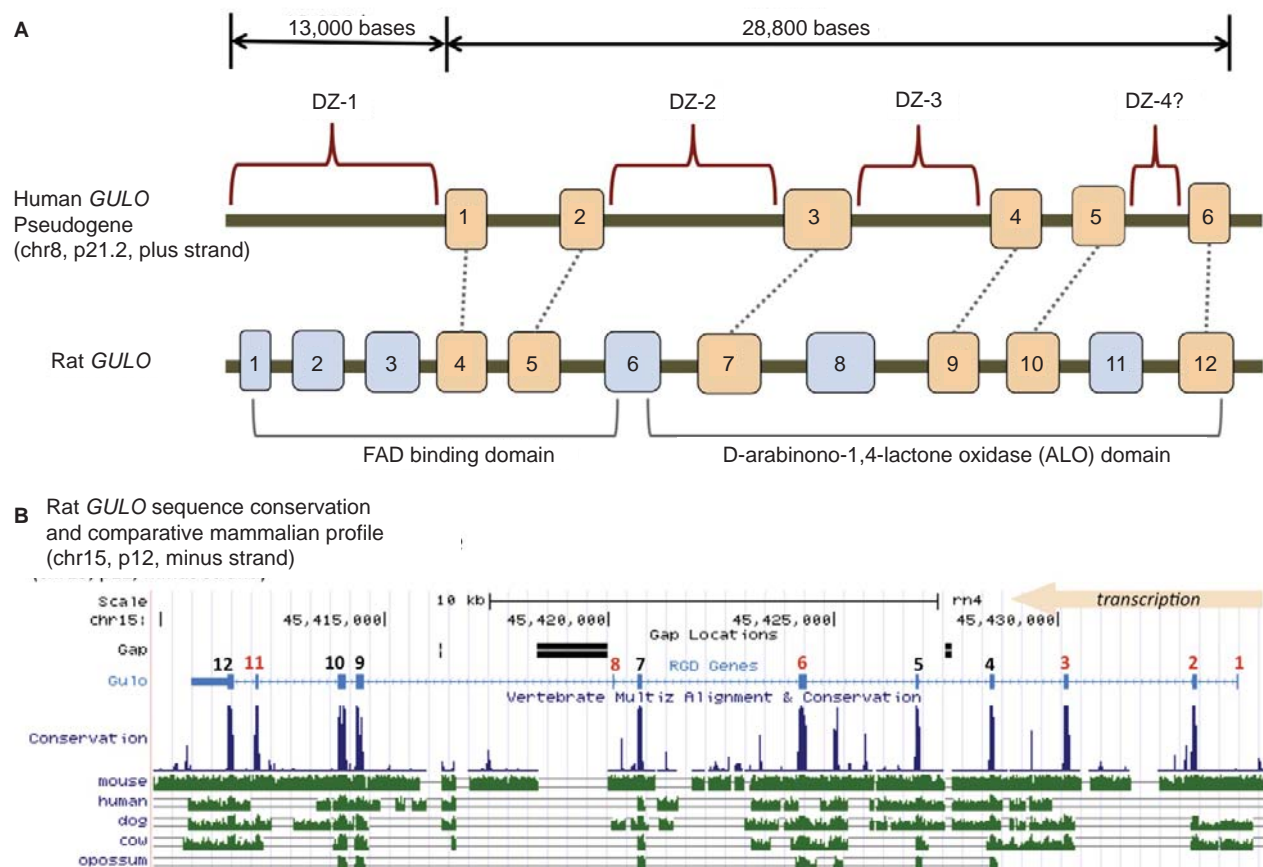 A
13,000 bases
28,800 bases
DZ-1
DZ-2
DZ-3
DZ-4?
Human GULO
Pseudogene
(chr8, p21.2, plus strand)
1 2 3 4 5 6
Rat GULO
1 2 3 4 5 6 7 8 9 10 11 12
FAD binding domain
D-arabinono-1,4-lactone oxidase (ALO) domain
B
Rat GULO sequence conservation
and comparative mammalian profile
(chr15, p12, minus strand)
Scale 10 kb rn4 transcription
chr15: 45,415,000 45,420,000 45,425,000 45,430,000
Gap Locations
Gap
12 11 10 9 8 7 RGD Genes 6 5 4 3 2 1
Gulo
Vertebrate Multiz Alignment & Conservation
Conservation
mouse
human
dog
cow
opossum